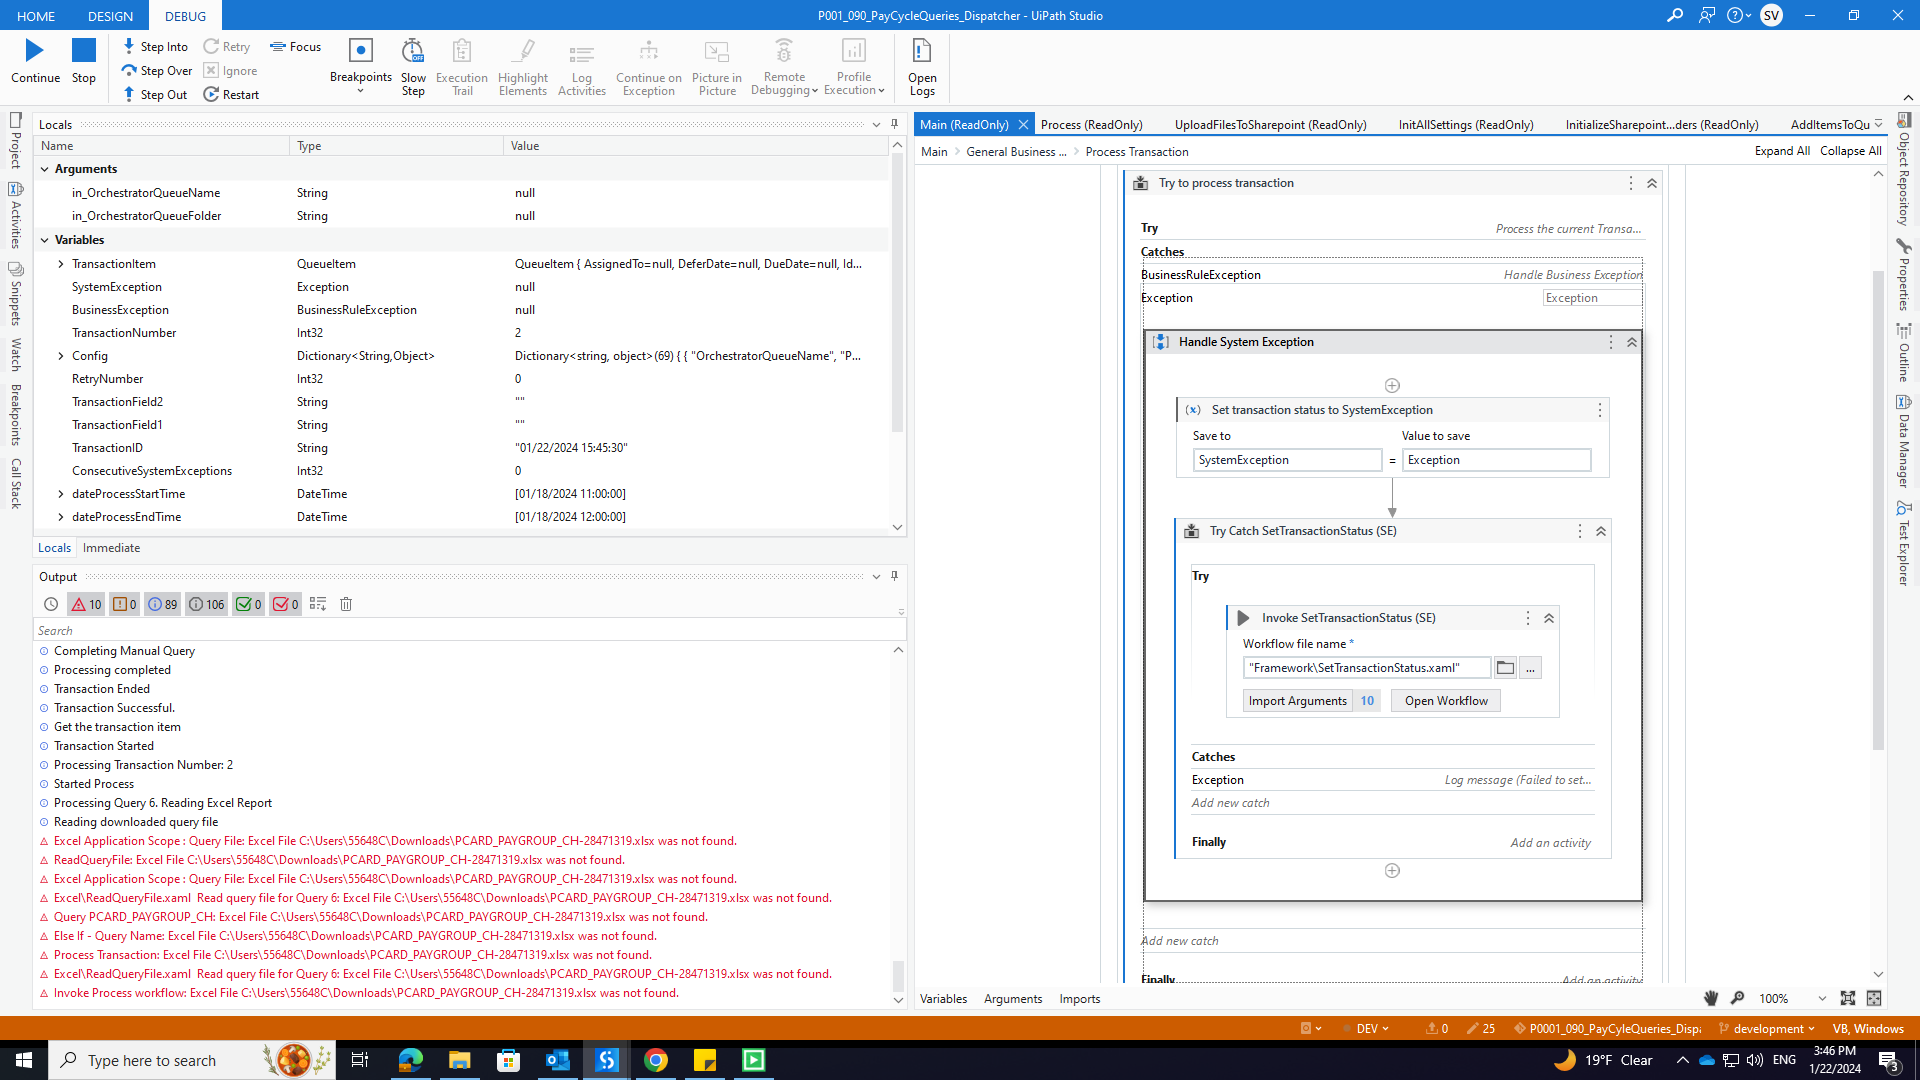 HOME DESIGN DEBUG P001_090_PayCycleQueries_Dispatcher - UiPath Studio SV
Continue
Stop
Step Into
Step Over
Step Out
Retry
Ignore
Restart
Focus
Breakpoints
Slow Step
Execution Trail
Highlight Elements
Log Activities
Continue on Exception
Picture in Picture
Remote Debugging
Profile Execution
Open Logs
Project
Activities
Snippets
Watch
Breakpoints
Call Stack
Locals
Name Type Value
Arguments
in_OrchestratorQueueName String null
in_OrchestratorQueueFolder String null
Variables
TransactionItem QueueItem QueueItem { AssignedTo=null, DeferDate=null, DueDate=null, Id...
SystemException Exception null
BusinessException BusinessRuleException null
TransactionNumber Int32 2
Config Dictionary<String,Object> Dictionary<string, object>(69) { { "OrchestratorQueueName", "P...
RetryNumber Int32 0
TransactionField2 String ""
TransactionField1 String ""
TransactionID String "01/22/2024 15:45:30"
ConsecutiveSystemExceptions Int32 0
dateProcessStartTime DateTime [01/18/2024 11:00:00]
dateProcessEndTime DateTime [01/18/2024 12:00:00]
Locals Immediate
Output
10 0 89 106 0 0
Search
Completing Manual Query
Processing completed
Transaction Ended
Transaction Successful.
Get the transaction item
Transaction Started
Processing Transaction Number: 2
Started Process
Processing Query 6. Reading Excel Report
Reading downloaded query file
Excel Application Scope : Query File: Excel File C:\Users\55648C\Downloads\PCARD_PAYGROUP_CH-28471319.xlsx was not found.
ReadQueryFile: Excel File C:\Users\55648C\Downloads\PCARD_PAYGROUP_CH-28471319.xlsx was not found.
Excel Application Scope : Query File: Excel File C:\Users\55648C\Downloads\PCARD_PAYGROUP_CH-28471319.xlsx was not found.
Excel\ReadQueryFile.xaml Read query file for Query 6: Excel File C:\Users\55648C\Downloads\PCARD_PAYGROUP_CH-28471319.xlsx was not found.
Query PCARD_PAYGROUP_CH: Excel File C:\Users\55648C\Downloads\PCARD_PAYGROUP_CH-28471319.xlsx was not found.
Else If - Query Name: Excel File C:\Users\55648C\Downloads\PCARD_PAYGROUP_CH-28471319.xlsx was not found.
Process Transaction: Excel File C:\Users\55648C\Downloads\PCARD_PAYGROUP_CH-28471319.xlsx was not found.
Excel\ReadQueryFile.xaml Read query file for Query 6: Excel File C:\Users\55648C\Downloads\PCARD_PAYGROUP_CH-28471319.xlsx was not found.
Invoke Process workflow: Excel File C:\Users\55648C\Downloads\PCARD_PAYGROUP_CH-28471319.xlsx was not found.
Main (ReadOnly) Process (ReadOnly) UploadFilesToSharepoint (ReadOnly) InitAllSettings (ReadOnly) InitializeSharepoint...ders (ReadOnly) AddItemsToQu
Main General Business ... Process Transaction Expand All Collapse All
Try to process transaction
Try Process the current Transa...
Catches
BusinessRuleException Handle Business Exception
Exception Exception
Handle System Exception
(x) Set transaction status to SystemException
Save to Value to save
SystemException = Exception
Try Catch SetTransactionStatus (SE)
Try
Invoke SetTransactionStatus (SE)
Workflow file name *
"Framework\SetTransactionStatus.xaml" ...
Import Arguments 10 Open Workflow
Catches
Exception Log message (Failed to set...
Add new catch
Finally Add an activity
Add new catch
Finally Add an activity
Variables Arguments Imports 100%
Object Repository
Properties
Outline
Data Manager
Test Explorer
DEV 0 25 P0001_090_PayCyleQueries_Dispa development VB, Windows
Type here to search
19°F Clear ENG
3:46 PM
1/22/2024
3